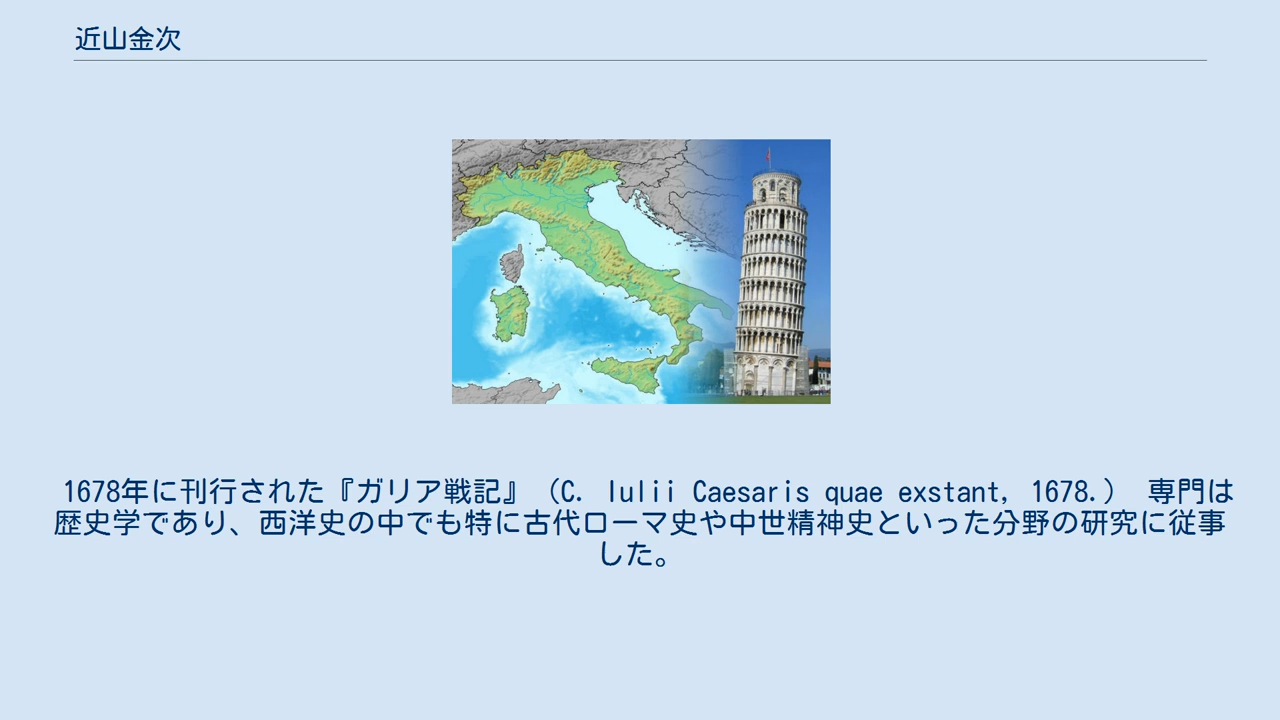 近山金次
1678年に刊行された『ガリア戦記』（C. Iulii Caesaris quae exstant, 1678.） 専門は
歴史学であり、西洋史の中でも特に古代ローマ史や中世精神史といった分野の研究に従事
した。